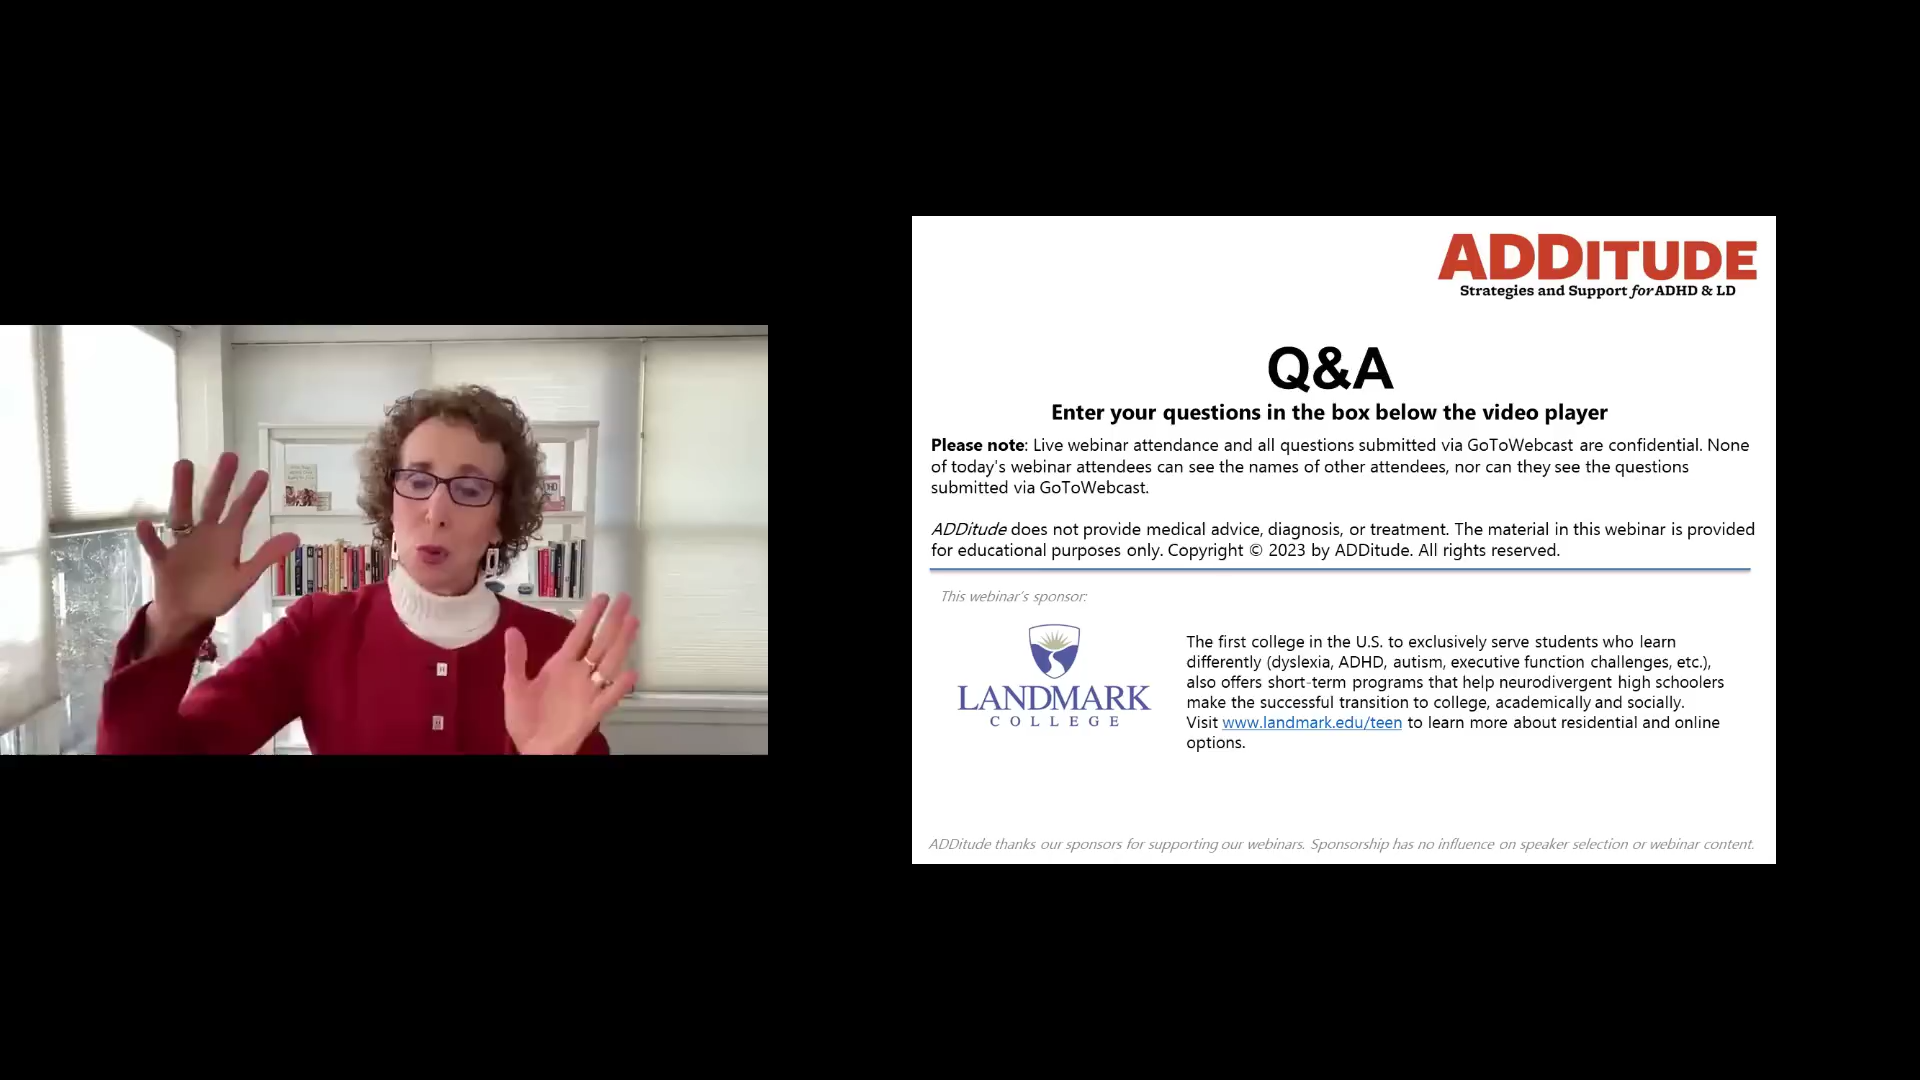 ADDITUDE
Strategies and Support for ADHD & LD
Q&A
Enter your questions in the box below the video player
Please note: Live webinar attendance and all questions submitted via GoToWebcast are confidential. None
of today's webinar attendees can see the names of other attendees, nor can they see the questions
submitted via GoToWebcast.
ADDitude does not provide medical advice, diagnosis, or treatment. The material in this webinar is provided
for educational purposes only. Copyright © 2023 by ADDitude. All rights reserved.
This webinar's sponsor:
LANDMARK
COLLEGE
The first college in the U.S. to exclusively serve students who learn
differently (dyslexia, ADHD, autism, executive function challenges, etc.),
also offers short-term programs that help neurodivergent high schoolers
make the successful transition to college, academically and socially.
Visit www.landmark.edu/teen to learn more about residential and online
options.
ADDitude thanks our sponsors for supporting our webinars. Sponsorship has no influence on speaker selection or webinar content.